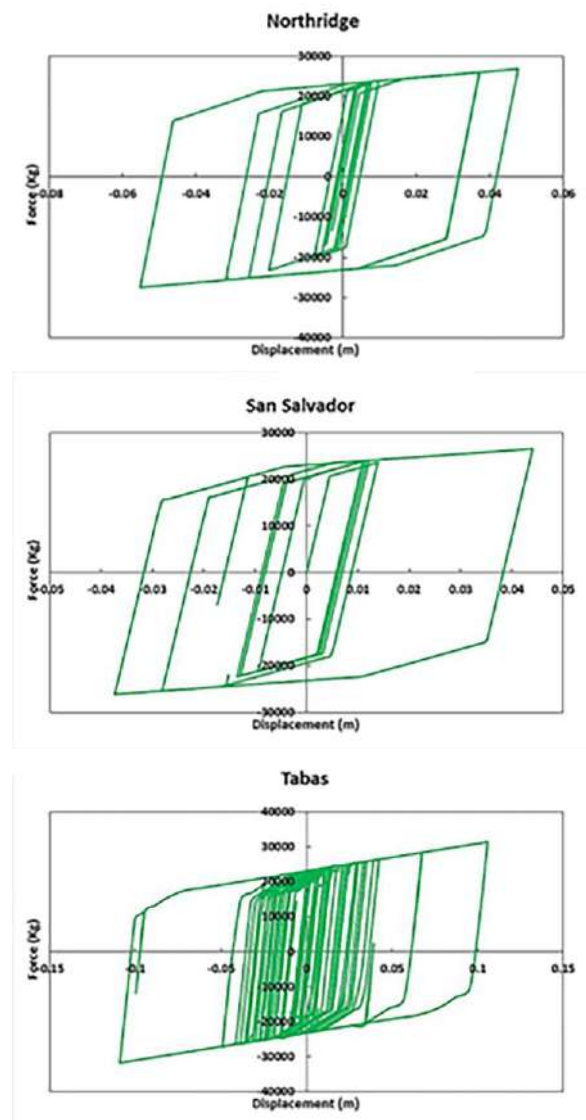 Northridge
30000
20000
10000
0
-0.08 -0.06 -0.04 -0.02 0 0.02 0.04 0.06
-10000
-20000
-30000
-40000
Force (Kg)
Displacement (m)
San Salvador
30000
20000
10000
0
-0.05 -0.04 -0.03 -0.02 -0.01 0 0.01 0.02 0.03 0.04 0.05
-10000
-20000
-30000
Force (Kg)
Displacement (m)
Tabas
40000
30000
20000
10000
0
-0.15 -0.1 -0.05 0 0.05 0.1 0.15
-10000
-20000
-30000
-40000
Force (Kg)
Displacement (m)